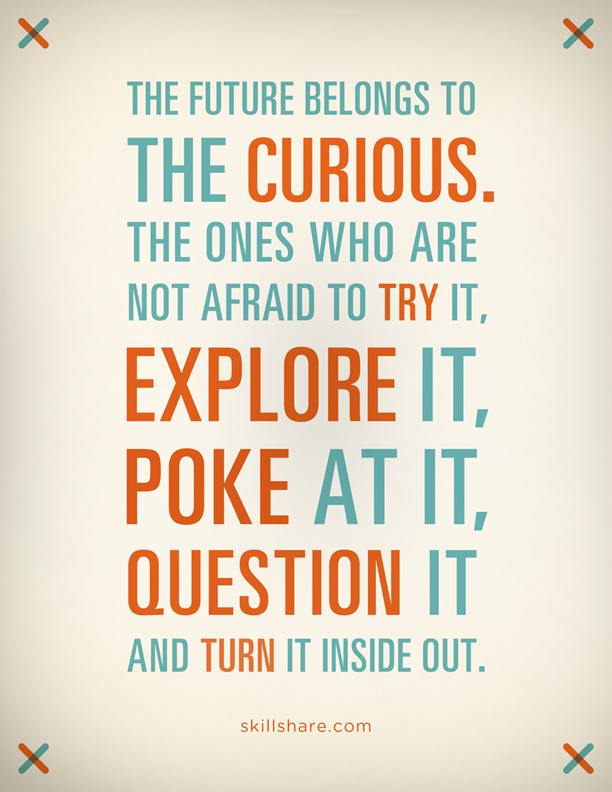 THE FUTURE BELONGS TO
THE CURIOUS.
THE ONES WHO ARE
NOT AFRAID TO TRY IT,
EXPLORE IT,
POKE AT IT,
QUESTION IT
AND TURN IT INSIDE OUT.
skillshare.com